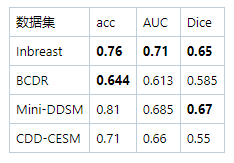 数据集 acc AUC Dice
Inbreast 0.76 0.71 0.65
BCDR 0.644 0.613 0.585
Mini-DDSM 0.81 0.685 0.67
CDD-CESM 0.71 0.66 0.55